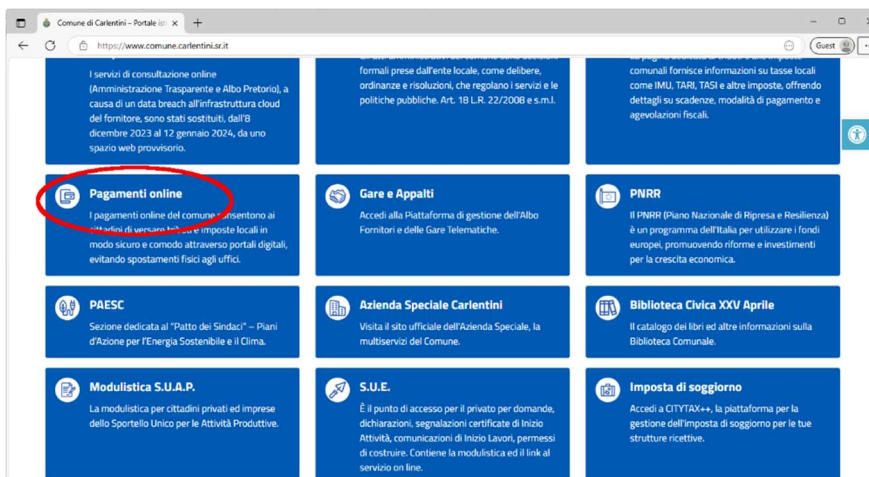 Comune di Carlentini – Portale ist
https://www.comune.carlentini.sr.it
Guest
I servizi di consultazione online
(Amministrazione Trasparente e Albo Pretorio), a
causa di un data breach all'infrastruttura cloud
del fornitore, sono stati sostituiti, dall'8
dicembre 2023 al 12 gennaio 2024, da uno
spazio web provvisorio.
formali prese dall'ente locale, come delibere,
ordinanze e risoluzioni, che regolano i servizi e le
politiche pubbliche. Art. 18 L.R. 22/2008 e s.m.I.
comunali fornisce informazioni su tasse locali
come IMU, TARI, TASI e altre imposte, offrendo
dettagli su scadenze, modalità di pagamento e
agevolazioni fiscali.
Pagamenti online
I pagamenti online del comune consentono ai
cittadini di versare tributi e imposte locali in
modo sicuro e comodo attraverso portali digitali,
evitando spostamenti fisici agli uffici.
Gare e Appalti
Accedi alla Piattaforma di gestione dell'Albo
Fornitori e delle Gare Telematiche.
PNRR
Il PNRR (Piano Nazionale di Ripresa e Resilienza)
è un programma dell'Italia per utilizzare i fondi
europei, promuovendo riforme e investimenti
per la crescita economica.
PAESC
Sezione dedicata al "Patto dei Sindaci" – Piani
d'Azione per l'Energia Sostenibile e il Clima.
Azienda Speciale Carlentini
Visita il sito ufficiale dell'Azienda Speciale, la
multiservizi del Comune.
Biblioteca Civica XXV Aprile
Il catalogo dei libri ed altre informazioni sulla
Biblioteca Comunale.
Modulistica S.U.A.P.
La modulistica per cittadini privati ed imprese
dello Sportello Unico per le Attività Produttive.
S.U.E.
È il punto di accesso per il privato per domande,
dichiarazioni, segnalazioni certificate di Inizio
Attività, comunicazioni di Inizio Lavori, permessi
di costruire. Contiene la modulistica ed il link al
servizio on line.
Imposta di soggiorno
Accedi a CITYTAX++, la piattaforma per la
gestione dell'imposta di soggiorno per le tue
strutture ricettive.